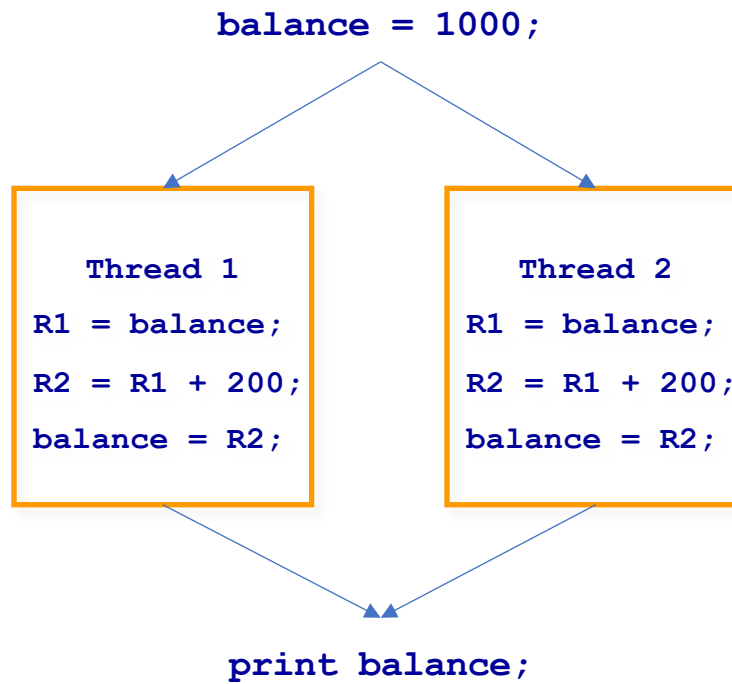 balance = 1000;
Thread 1
R1 = balance;
R2 = R1 + 200;
balance = R2;
Thread 2
R1 = balance;
R2 = R1 + 200;
balance = R2;
print balance;